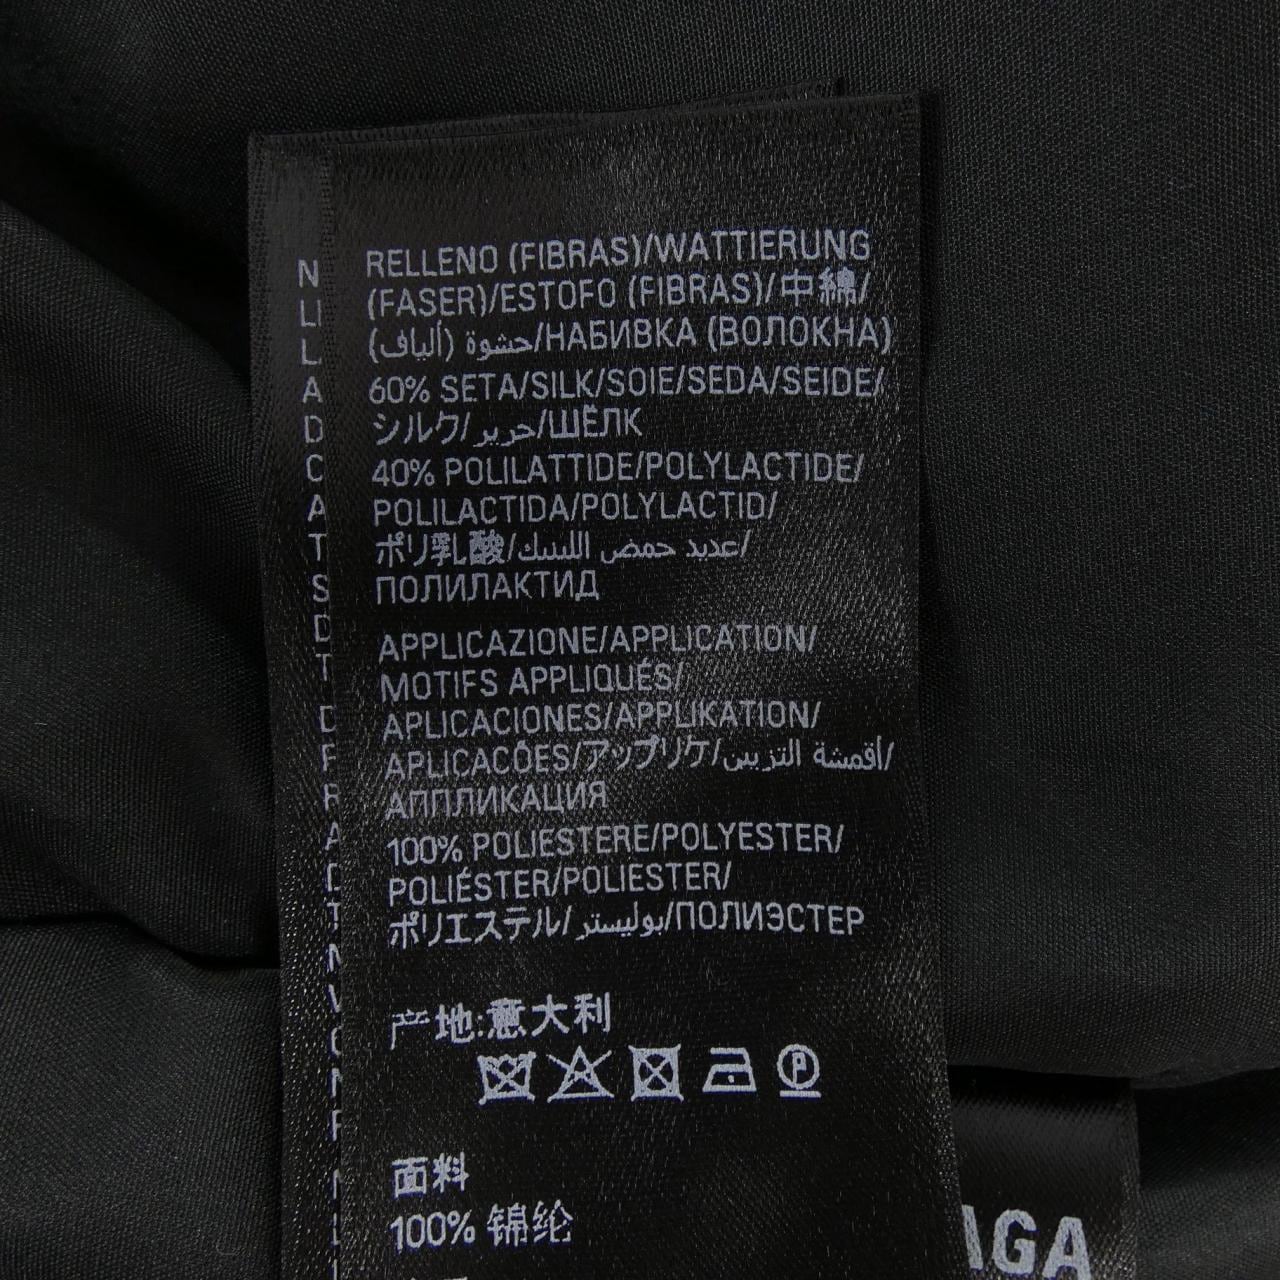 RELLENO (FIBRAS)/WATTIERUNG
(FASER)/ESTOFO (FIBRAS)/中綿/
حشوة (ألياف)/НАБИВКА (ВОЛОКНА)
60% SETA/SILK/SOIE/SEDA/SEIDE/
シルク/حرير/ШЁЛК
40% POLILATTIDE/POLYLACTIDE/
POLILACTIDA/POLYLACTID/
ポリ乳酸/عديد حمض اللبنيك/
ПОЛИЛАКТИД
APPLICAZIONE/APPLICATION/
MOTIFS APPLIQUÉS/
APLICACIONES/APPLIKATION/
APLICACÕES/アップリケ/أقمشة التزيين/
АППЛИКАЦИЯ
100% POLIESTERE/POLYESTER/
POLIÉSTER/POLIESTER/
ポリエステル/بوليستر/ПОЛИЭСТЕР
产地:意大利
P
面料
100% 锦纶
AGA